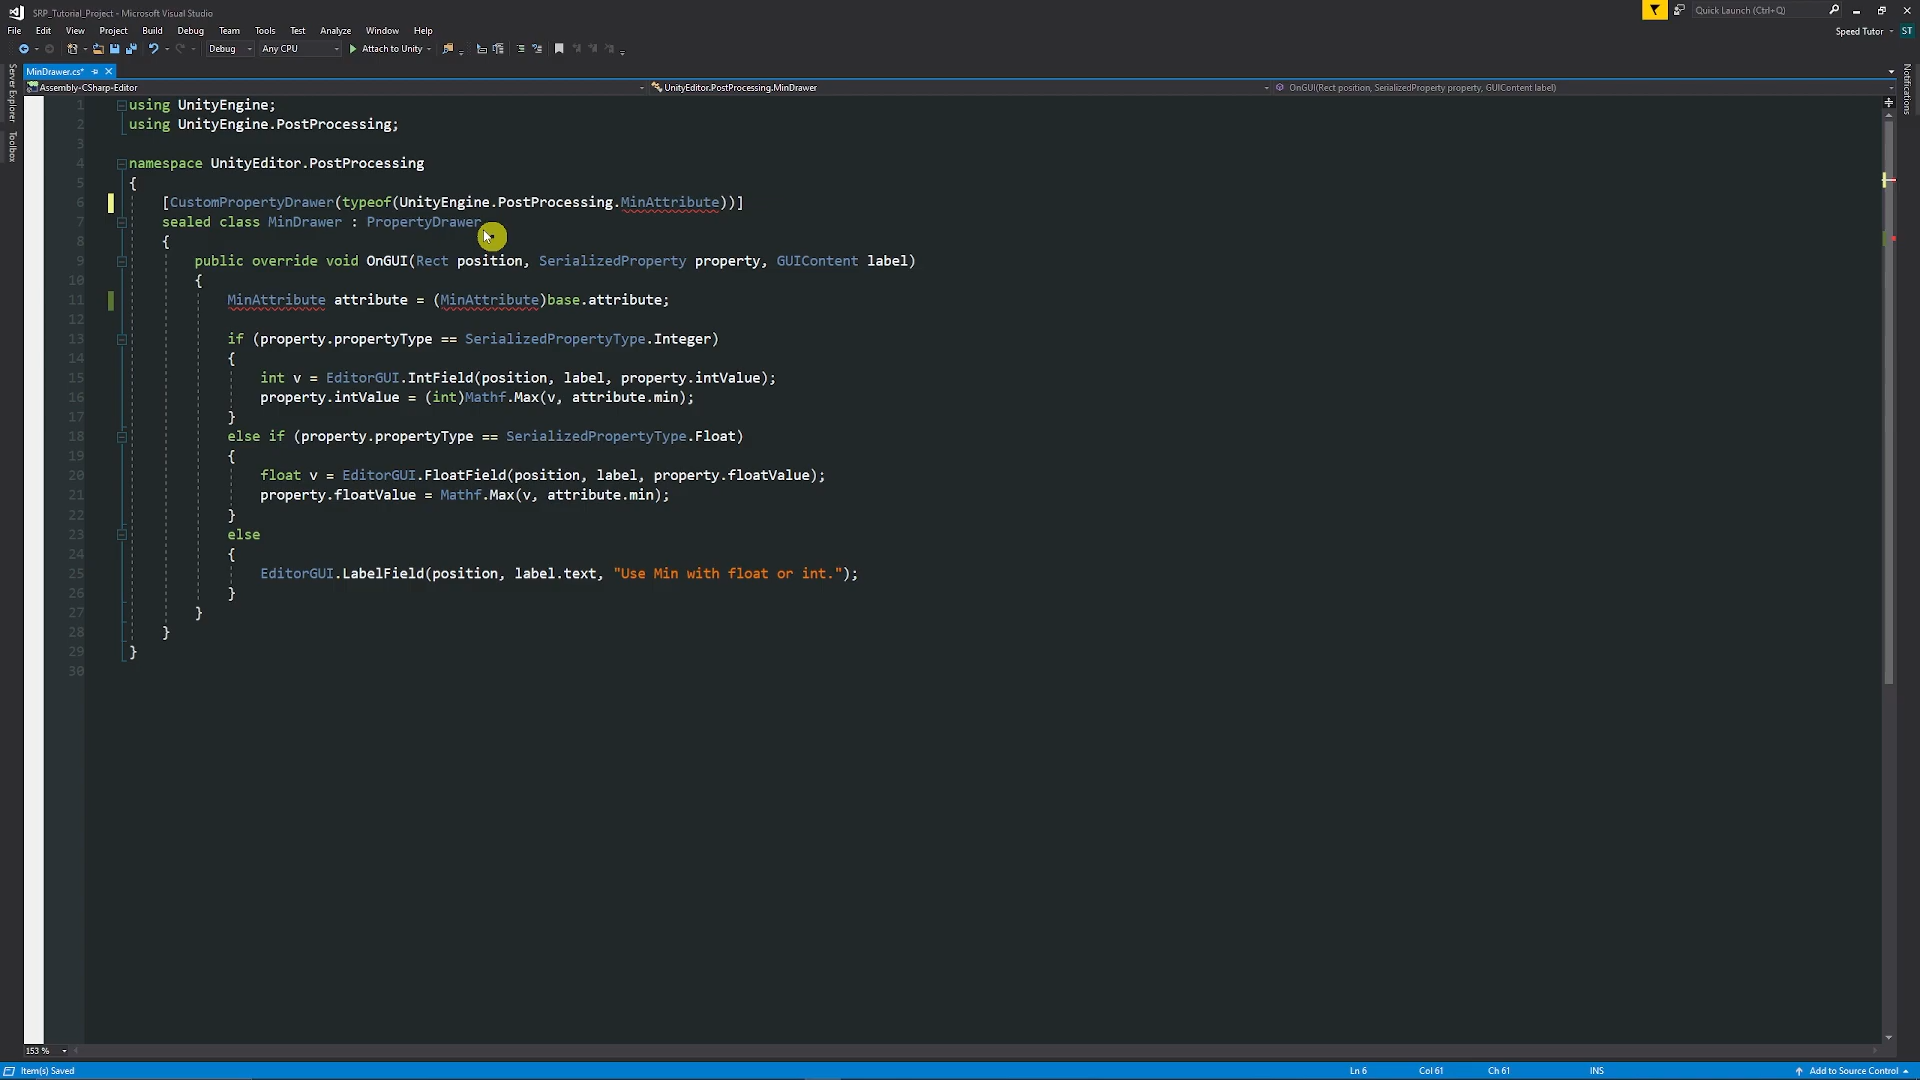 SRP_Tutorial_Project - Microsoft Visual Studio
Quick Launch (Ctrl+Q)
File Edit View Project Build Debug Team Tools Test Analyze Window Help
Speed Tutor ST
Debug Any CPU Attach to Unity
MinDrawer.cs*
Assembly-CSharp-Editor UnityEditor.PostProcessing.MinDrawer OnGUI(Rect position, SerializedProperty property, GUIContent label)
Server Explorer
Toolbox
Notifications
1 using UnityEngine;
2 using UnityEngine.PostProcessing;
3
4 namespace UnityEditor.PostProcessing
5 {
6 [CustomPropertyDrawer(typeof(UnityEngine.PostProcessing.MinAttribute))]
7 sealed class MinDrawer : PropertyDrawer
8 {
9 public override void OnGUI(Rect position, SerializedProperty property, GUIContent label)
10 {
11 MinAttribute attribute = (MinAttribute)base.attribute;
12
13 if (property.propertyType == SerializedPropertyType.Integer)
14 {
15 int v = EditorGUI.IntField(position, label, property.intValue);
16 property.intValue = (int)Mathf.Max(v, attribute.min);
17 }
18 else if (property.propertyType == SerializedPropertyType.Float)
19 {
20 float v = EditorGUI.FloatField(position, label, property.floatValue);
21 property.floatValue = Mathf.Max(v, attribute.min);
22 }
23 else
24 {
25 EditorGUI.LabelField(position, label.text, "Use Min with float or int.");
26 }
27 }
28 }
29 }
30
153 %
Item(s) Saved Ln 6 Col 61 Ch 61 INS Add to Source Control